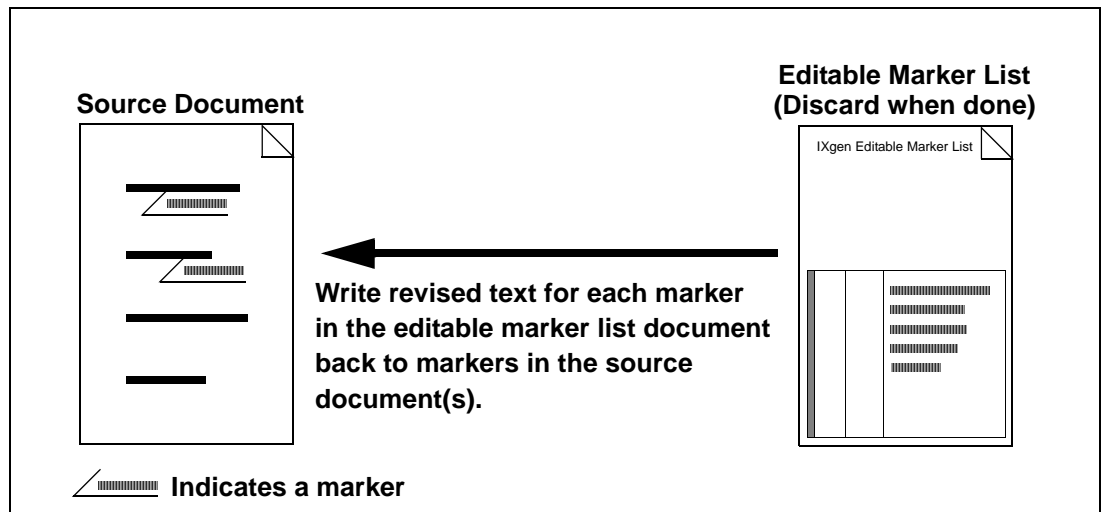 Source Document
Editable Marker List
(Discard when done)
IXgen Editable Marker List
Write revised text for each marker
in the editable marker list document
back to markers in the source
document(s).
Indicates a marker